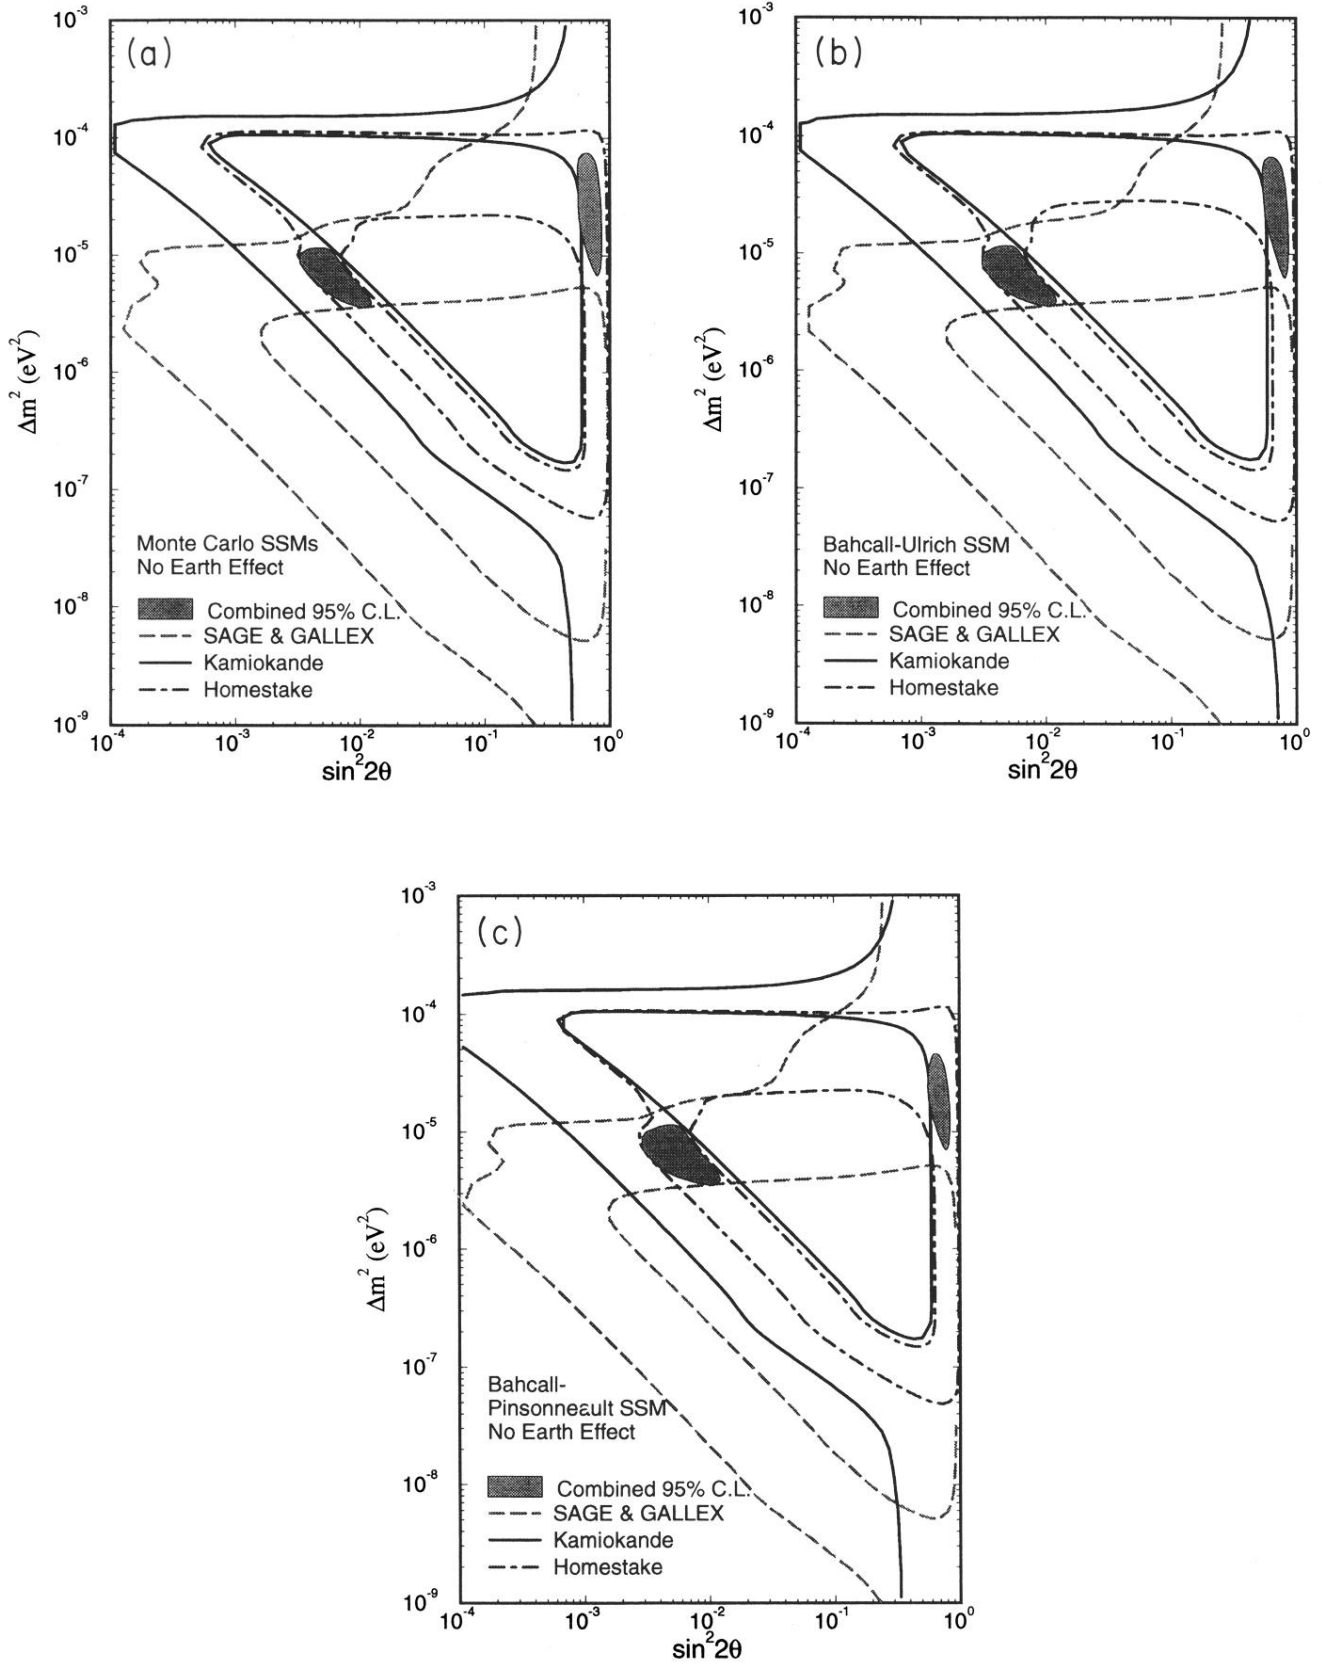 (a)
10⁻³
10⁻⁴
10⁻⁵
10⁻⁶
10⁻⁷
10⁻⁸
10⁻⁹
Δm² (eV²)
Monte Carlo SSMs
No Earth Effect
Combined 95% C.L.
SAGE & GALLEX
Kamiokande
Homestake
10⁻⁴ 10⁻³ 10⁻² 10⁻¹ 10⁰
sin²2θ
(b)
10⁻³
10⁻⁴
10⁻⁵
10⁻⁶
10⁻⁷
10⁻⁸
10⁻⁹
Δm² (eV²)
Bahcall-Ulrich SSM
No Earth Effect
Combined 95% C.L.
SAGE & GALLEX
Kamiokande
Homestake
10⁻⁴ 10⁻³ 10⁻² 10⁻¹ 10⁰
sin²2θ
(c)
10⁻³
10⁻⁴
10⁻⁵
10⁻⁶
10⁻⁷
10⁻⁸
10⁻⁹
Δm² (eV²)
Bahcall-
Pinsonneault SSM
No Earth Effect
Combined 95% C.L.
SAGE & GALLEX
Kamiokande
Homestake
10⁻⁴ 10⁻³ 10⁻² 10⁻¹ 10⁰
sin²2θ